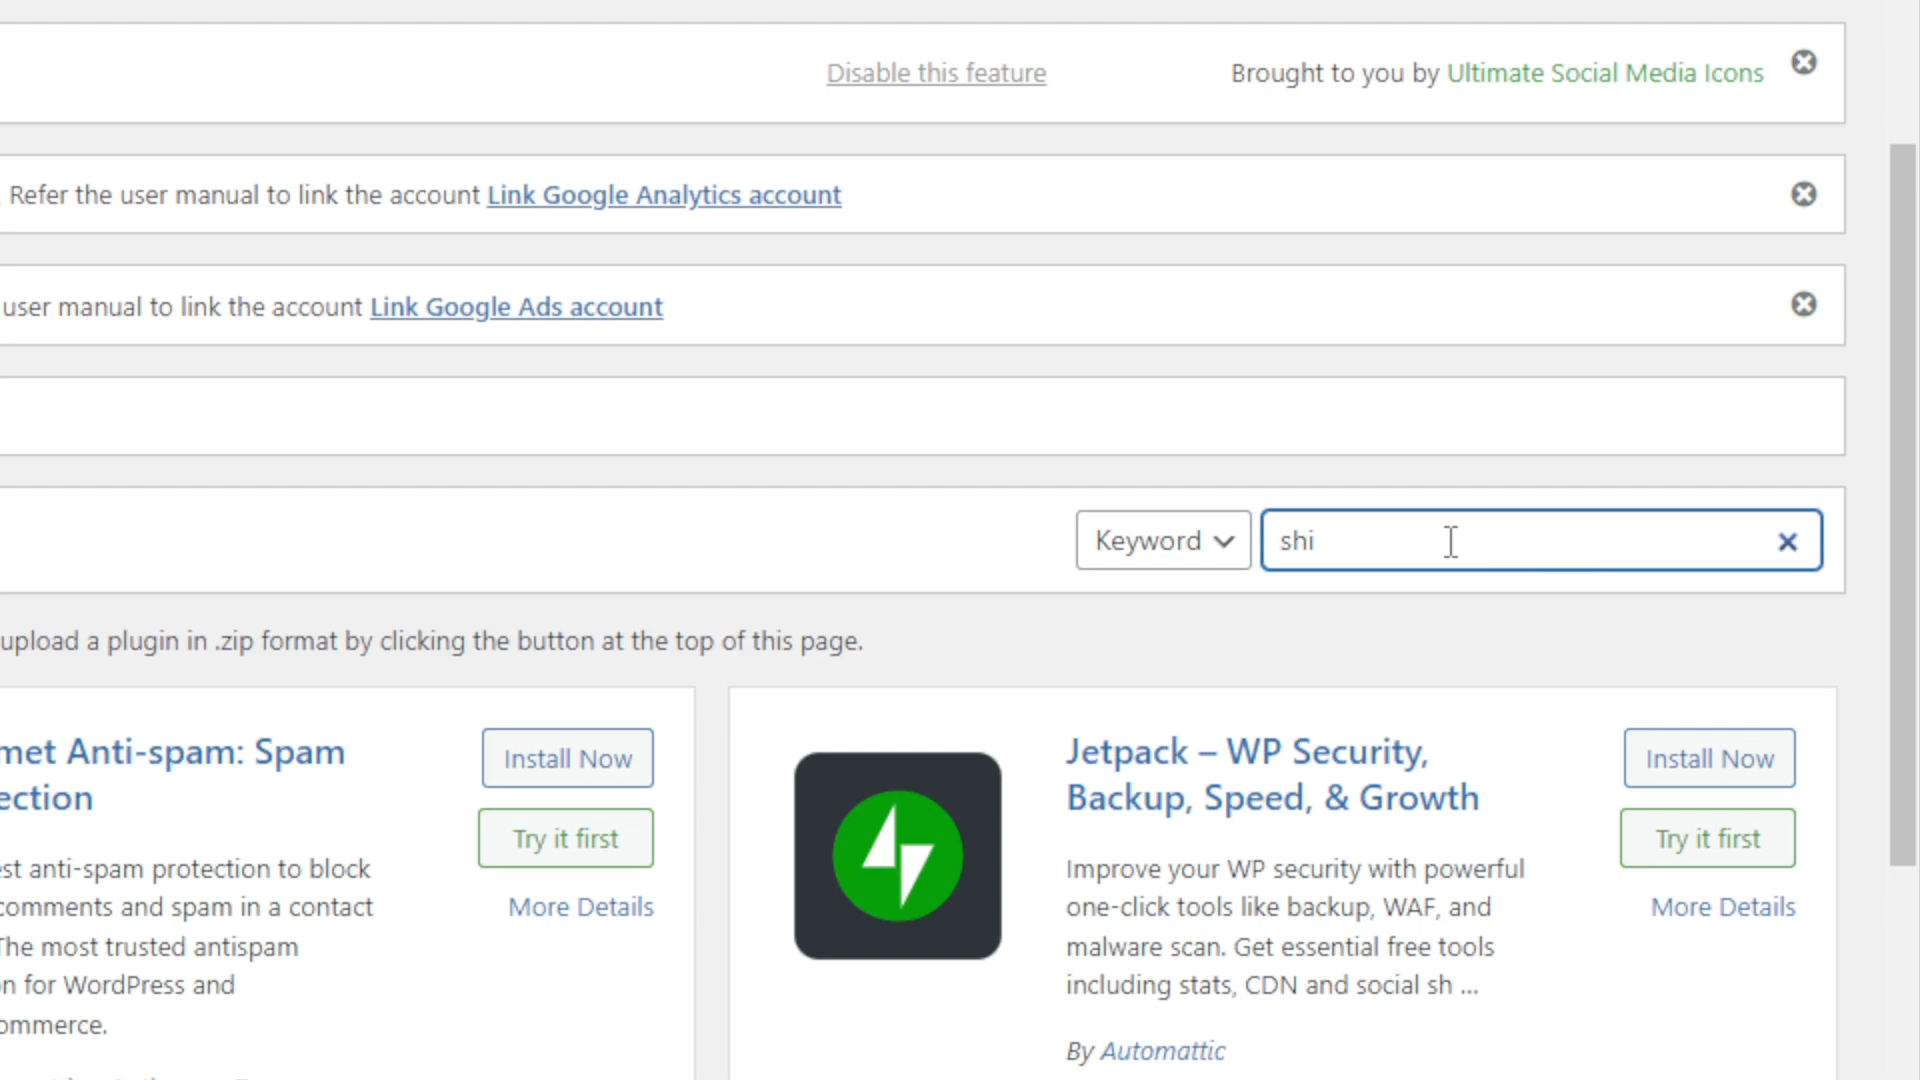 Disable this feature Brought to you by Ultimate Social Media Icons
Refer the user manual to link the account Link Google Analytics account
user manual to link the account Link Google Ads account
Keyword shi
upload a plugin in .zip format by clicking the button at the top of this page.
met Anti-spam: Spam
ection
Install Now
Try it first
More Details
st anti-spam protection to block
comments and spam in a contact
The most trusted antispam
n for WordPress and
ommerce.
Jetpack – WP Security,
Backup, Speed, & Growth
Install Now
Try it first
More Details
Improve your WP security with powerful
one-click tools like backup, WAF, and
malware scan. Get essential free tools
including stats, CDN and social sh ...
By Automattic